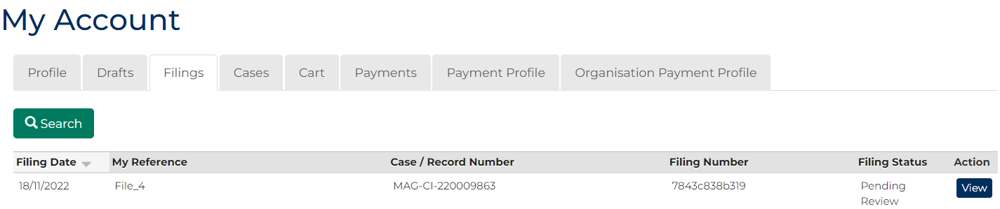 My Account
Profile Drafts Filings Cases Cart Payments Payment Profile Organisation Payment Profile
Search
Filing Date My Reference Case / Record Number Filing Number Filing Status Action
18/11/2022 File_4 MAG-CI-220009863 7843c838b319 Pending View
Review